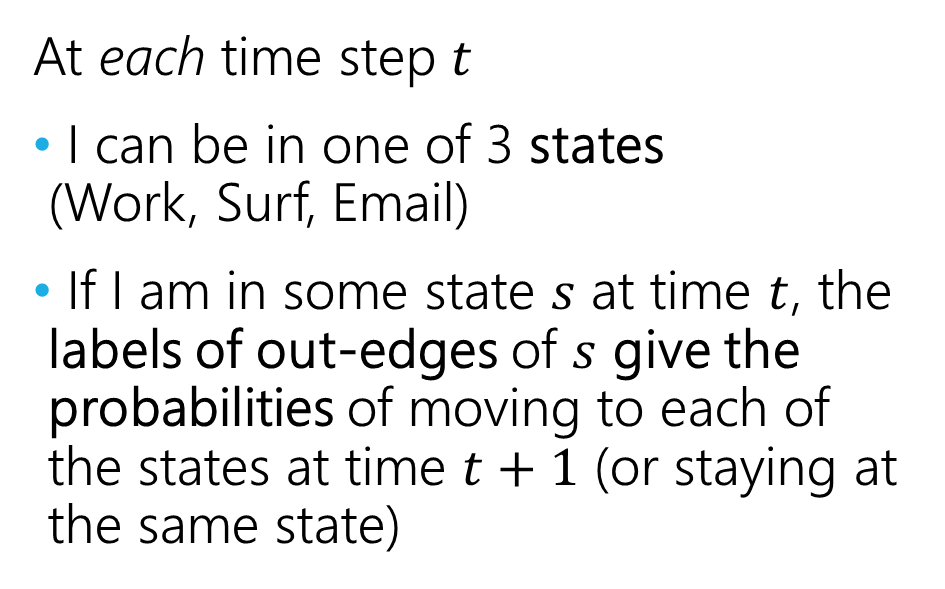 At each time step t
• I can be in one of 3 states
(Work, Surf, Email)
• If I am in some state s at time t, the
labels of out-edges of s give the
probabilities of moving to each of
the states at time t + 1 (or staying at
the same state)